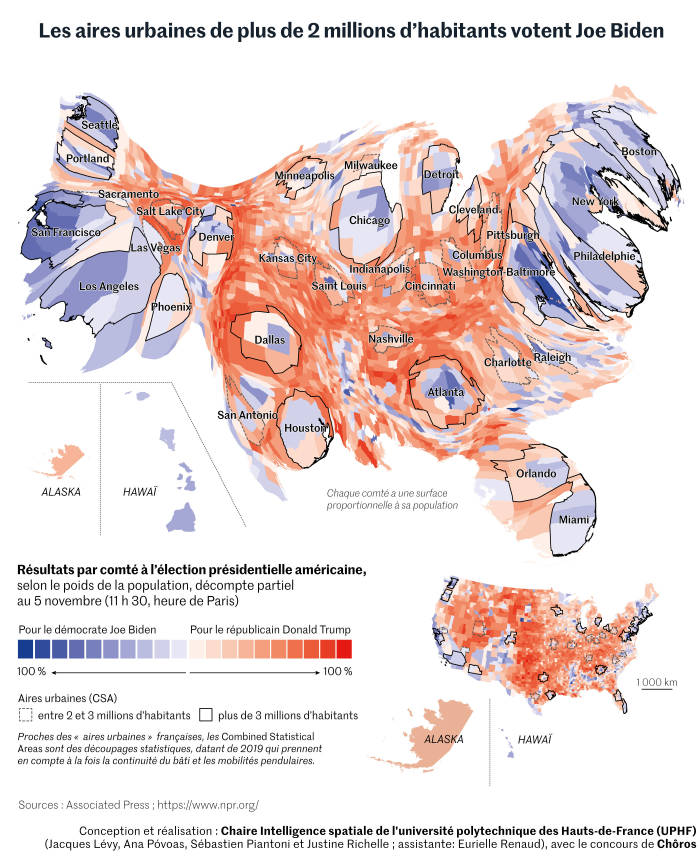 Les aires urbaines de plus de 2 millions d'habitants votent Joe Biden
Seattle
Portland
Boston
Milwaukee
Minneapolis
Detroit
Sacramento
New York
Salt Lake City
Cleveland
Chicago
San Francisco
Denver
Pittsburgh
Las Vegas
Kansas City
Columbus
Philadelphie
Indianapolis
Washington-Baltimore
Los Angeles
Saint Louis
Cincinnati
Phoenix
Dallas
Nashville
Charlotte
Raleigh
Atlanta
San Antonio
Houston
Orlando
Miami
ALASKA
HAWAÏ
Chaque comté a une surface
proportionnelle à sa population
Résultats par comté à l'élection présidentielle américaine,
selon le poids de la population, décompte partiel
au 5 novembre (11 h 30, heure de Paris)
Pour le démocrate Joe Biden
Pour le républicain Donald Trump
100 %
100 %
1 000 km
Aires urbaines (CSA)
entre 2 et 3 millions d'habitants
plus de 3 millions d'habitants
Proches des « aires urbaines » françaises, les Combined Statistical
Areas sont des découpages statistiques, datant de 2019 qui prennent
en compte à la fois la continuité du bâti et les mobilités pendulaires.
ALASKA
HAWAÏ
Sources : Associated Press ; https://www.npr.org/
Conception et réalisation : Chaire Intelligence spatiale de l'université polytechnique des Hauts-de-France (UPHF)
(Jacques Lévy, Ana Póvoas, Sébastien Piantoni et Justine Richelle ; assistante: Eurielle Renaud), avec le concours de Chôros